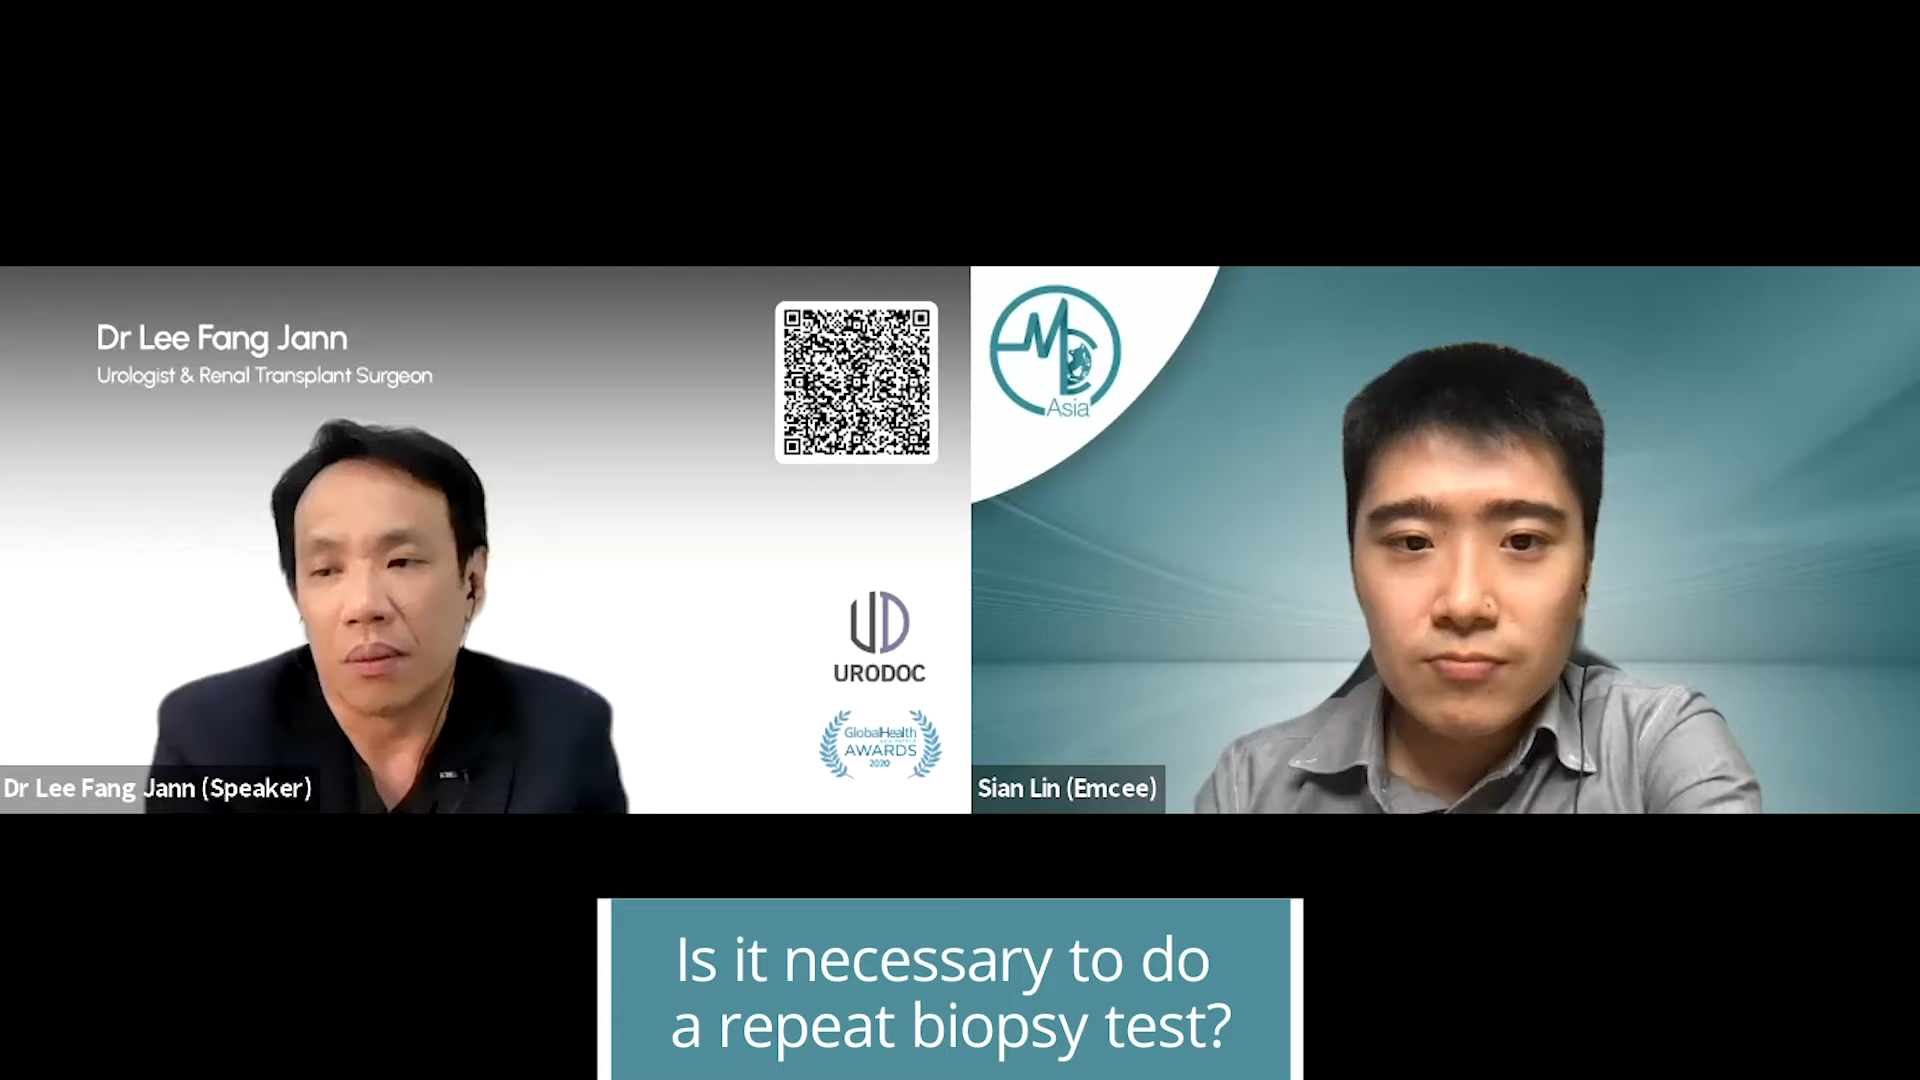 Dr Lee Fang Jann
Urologist & Renal Transplant Surgeon
URODOC
GlobalHealth
AWARDS
2020
Dr Lee Fang Jann (Speaker)
Asia
Sian Lin (Emcee)
Is it necessary to do
a repeat biopsy test?